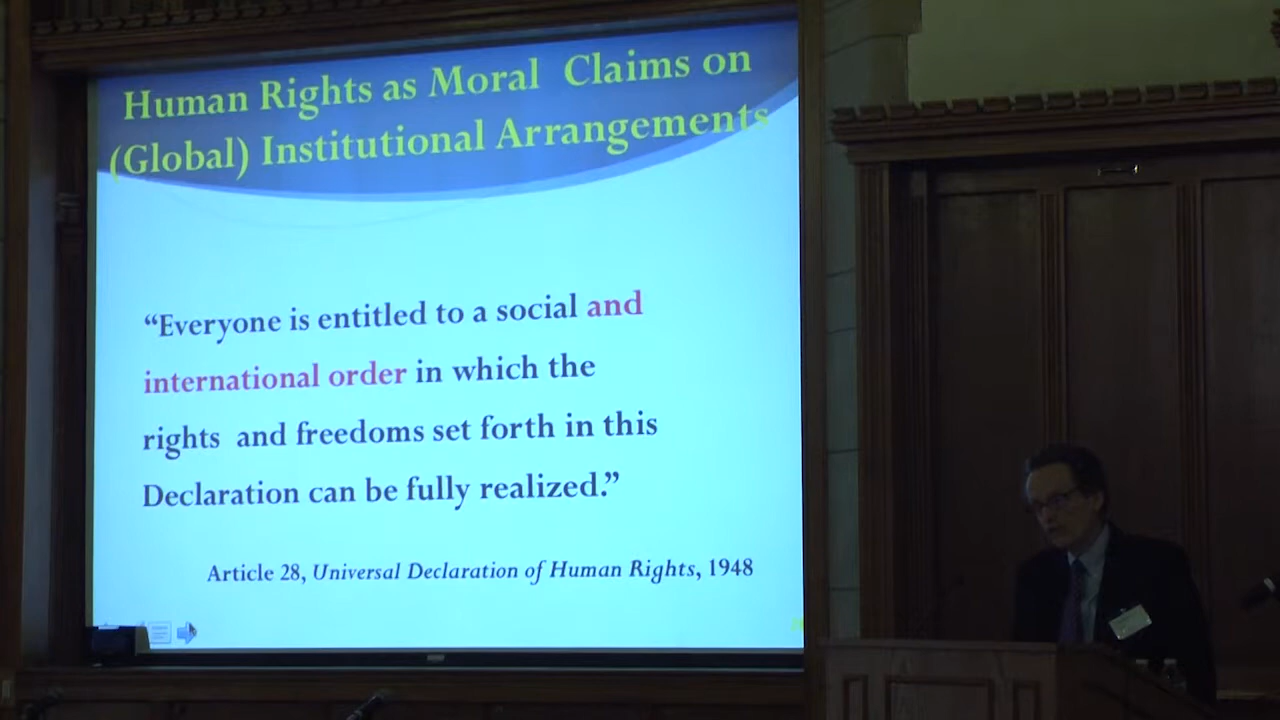 Human Rights as Moral Claims on
(Global) Institutional Arrangements
“Everyone is entitled to a social and
international order in which the
rights and freedoms set forth in this
Declaration can be fully realized.”
Article 28, Universal Declaration of Human Rights, 1948